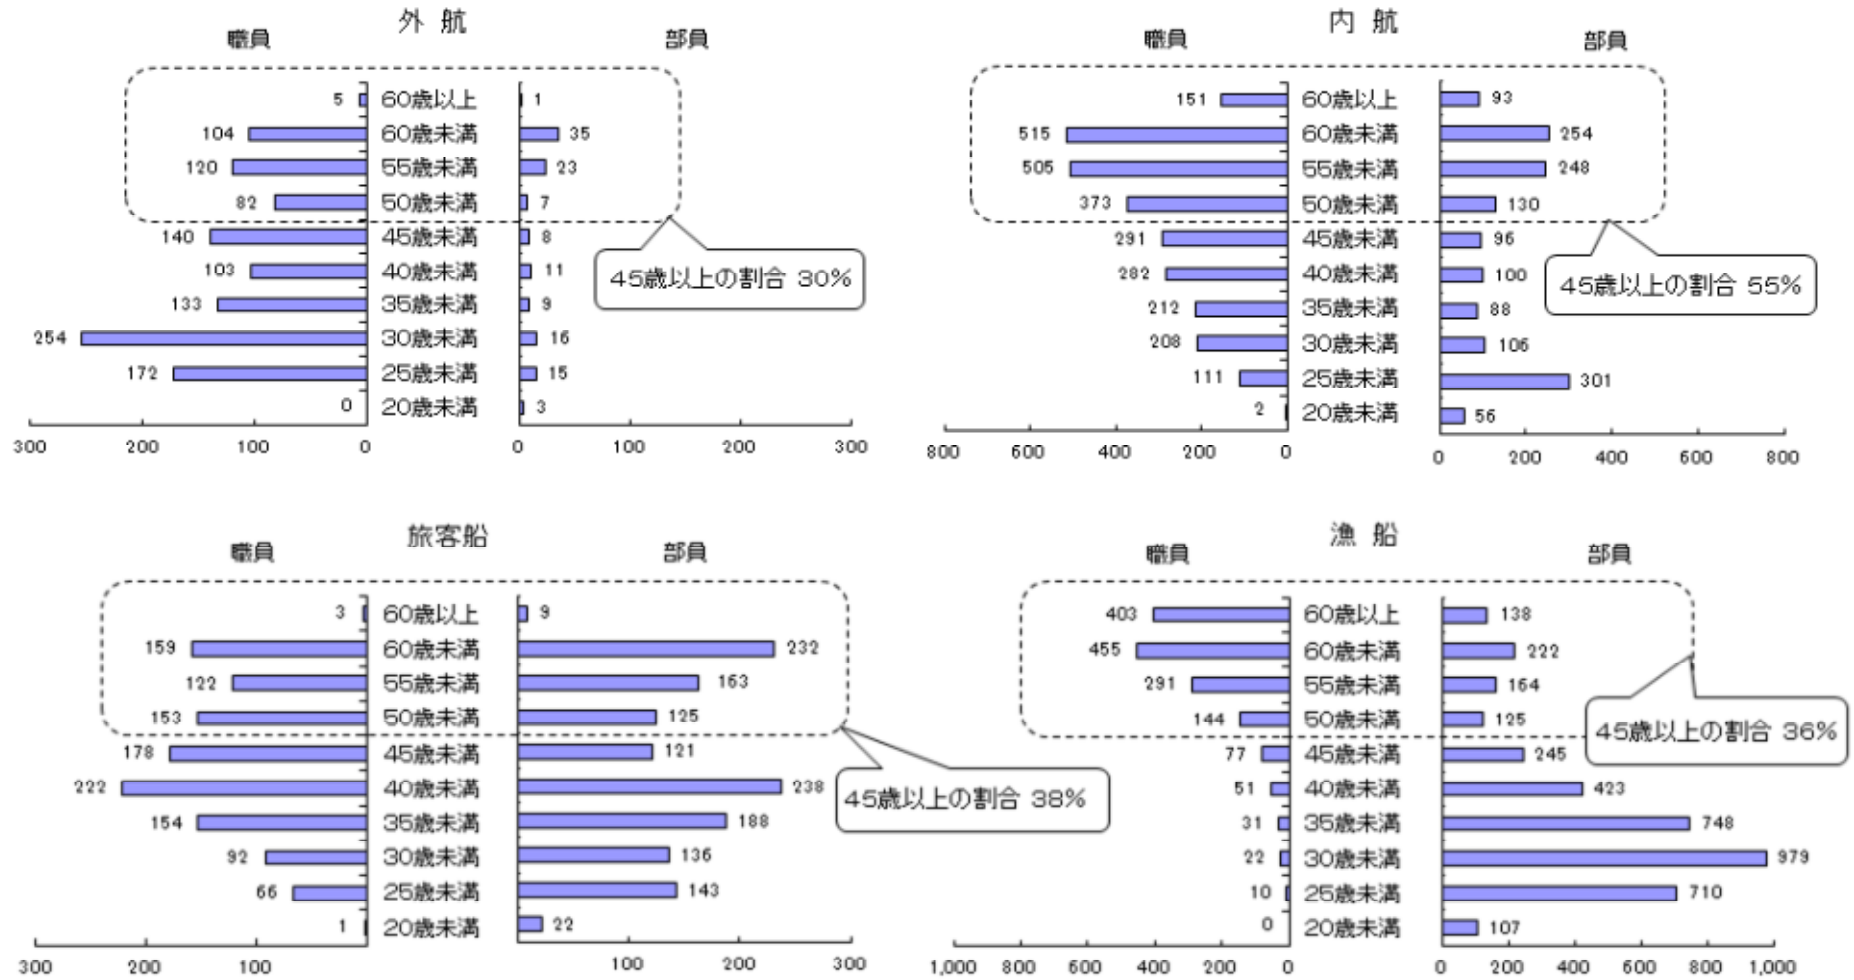 外 航
職員 部員
5 60歳以上 1
104 60歳未満 35
120 55歳未満 23
82 50歳未満 7
140 45歳未満 8
103 40歳未満 11
133 35歳未満 9
254 30歳未満 16
172 25歳未満 15
0 20歳未満 3
300 200 100 0 0 100 200 300
45歳以上の割合 30%
内 航
職員 部員
151 60歳以上 93
515 60歳未満 254
505 55歳未満 248
373 50歳未満 130
291 45歳未満 96
282 40歳未満 100
212 35歳未満 88
208 30歳未満 106
111 25歳未満 301
2 20歳未満 56
800 600 400 200 0 0 200 400 600 800
45歳以上の割合 55%
旅客船
職員 部員
3 60歳以上 9
159 60歳未満 232
122 55歳未満 163
153 50歳未満 125
178 45歳未満 121
222 40歳未満 238
154 35歳未満 188
92 30歳未満 136
66 25歳未満 143
1 20歳未満 22
300 200 100 100 200 300
45歳以上の割合 38%
漁 船
職員 部員
403 60歳以上 138
455 60歳未満 222
291 55歳未満 164
144 50歳未満 125
77 45歳未満 245
51 40歳未満 423
31 35歳未満 748
22 30歳未満 979
10 25歳未満 710
0 20歳未満 107
1,000 800 600 400 200 0 0 200 400 600 800 1,000
45歳以上の割合 36%